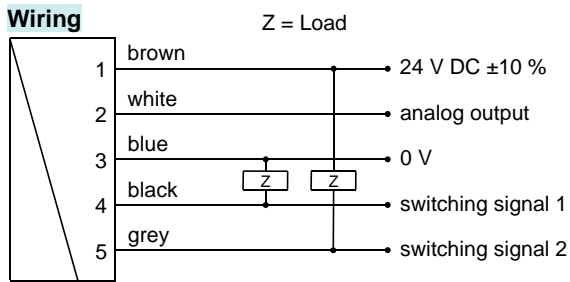 Wiring
Z = Load
1 brown 24 V DC ±10 %
2 white analog output
3 blue 0 V
Z Z
4 black switching signal 1
5 grey switching signal 2